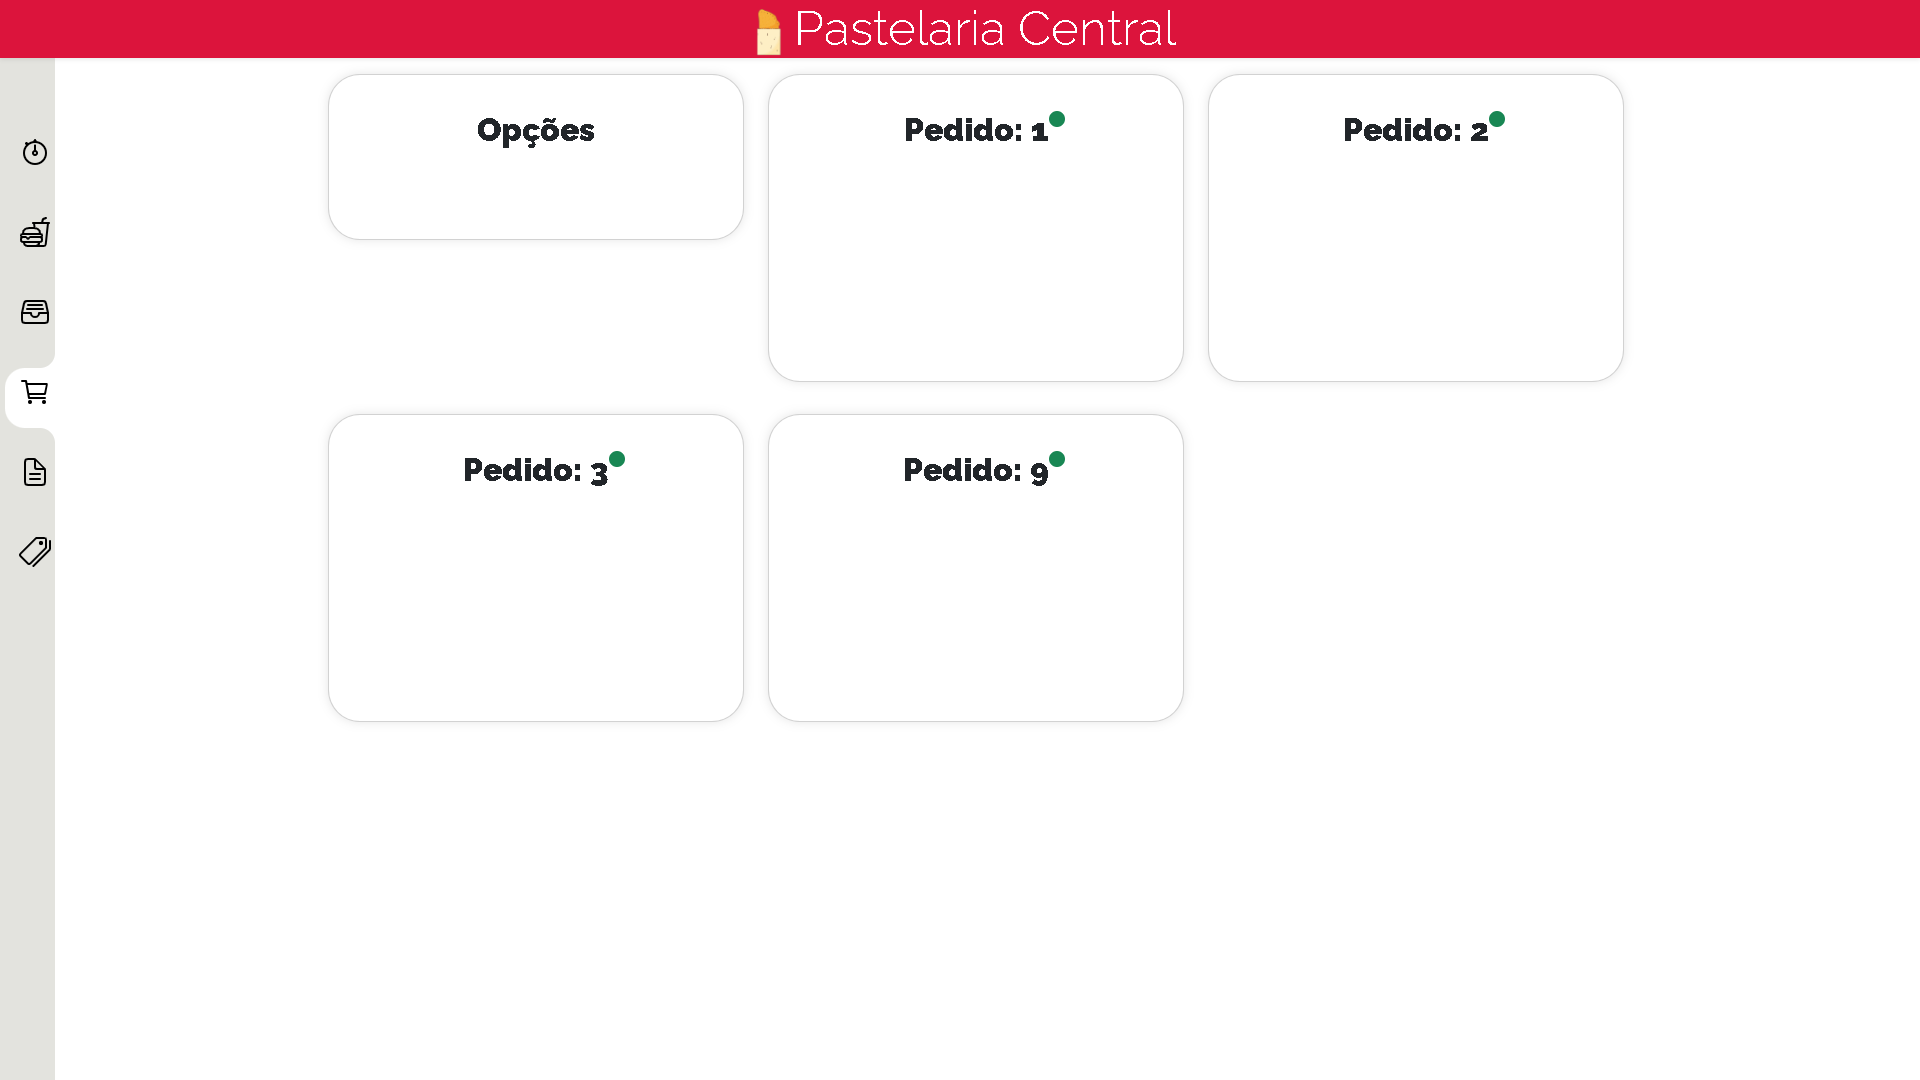 Pastelaria Central
Opções
Pedido: 1
Pedido: 2
Pedido: 3
Pedido: 9